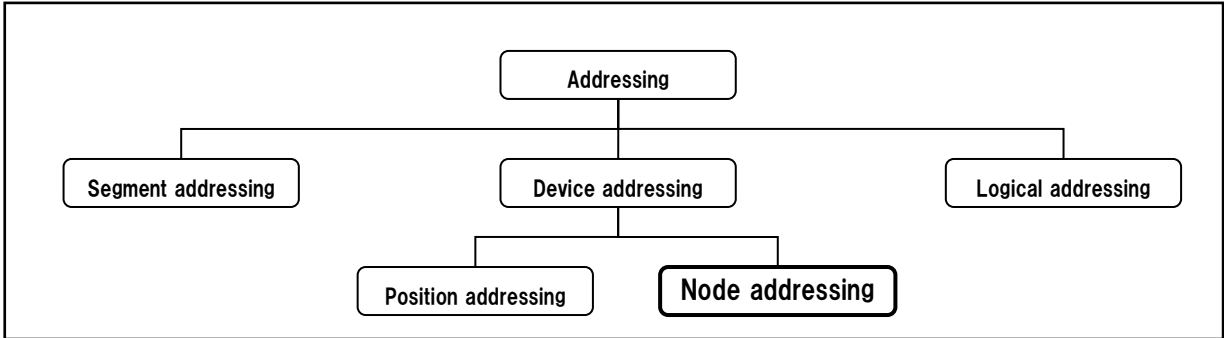 Addressing
Segment addressing
Device addressing
Logical addressing
Position addressing
Node addressing